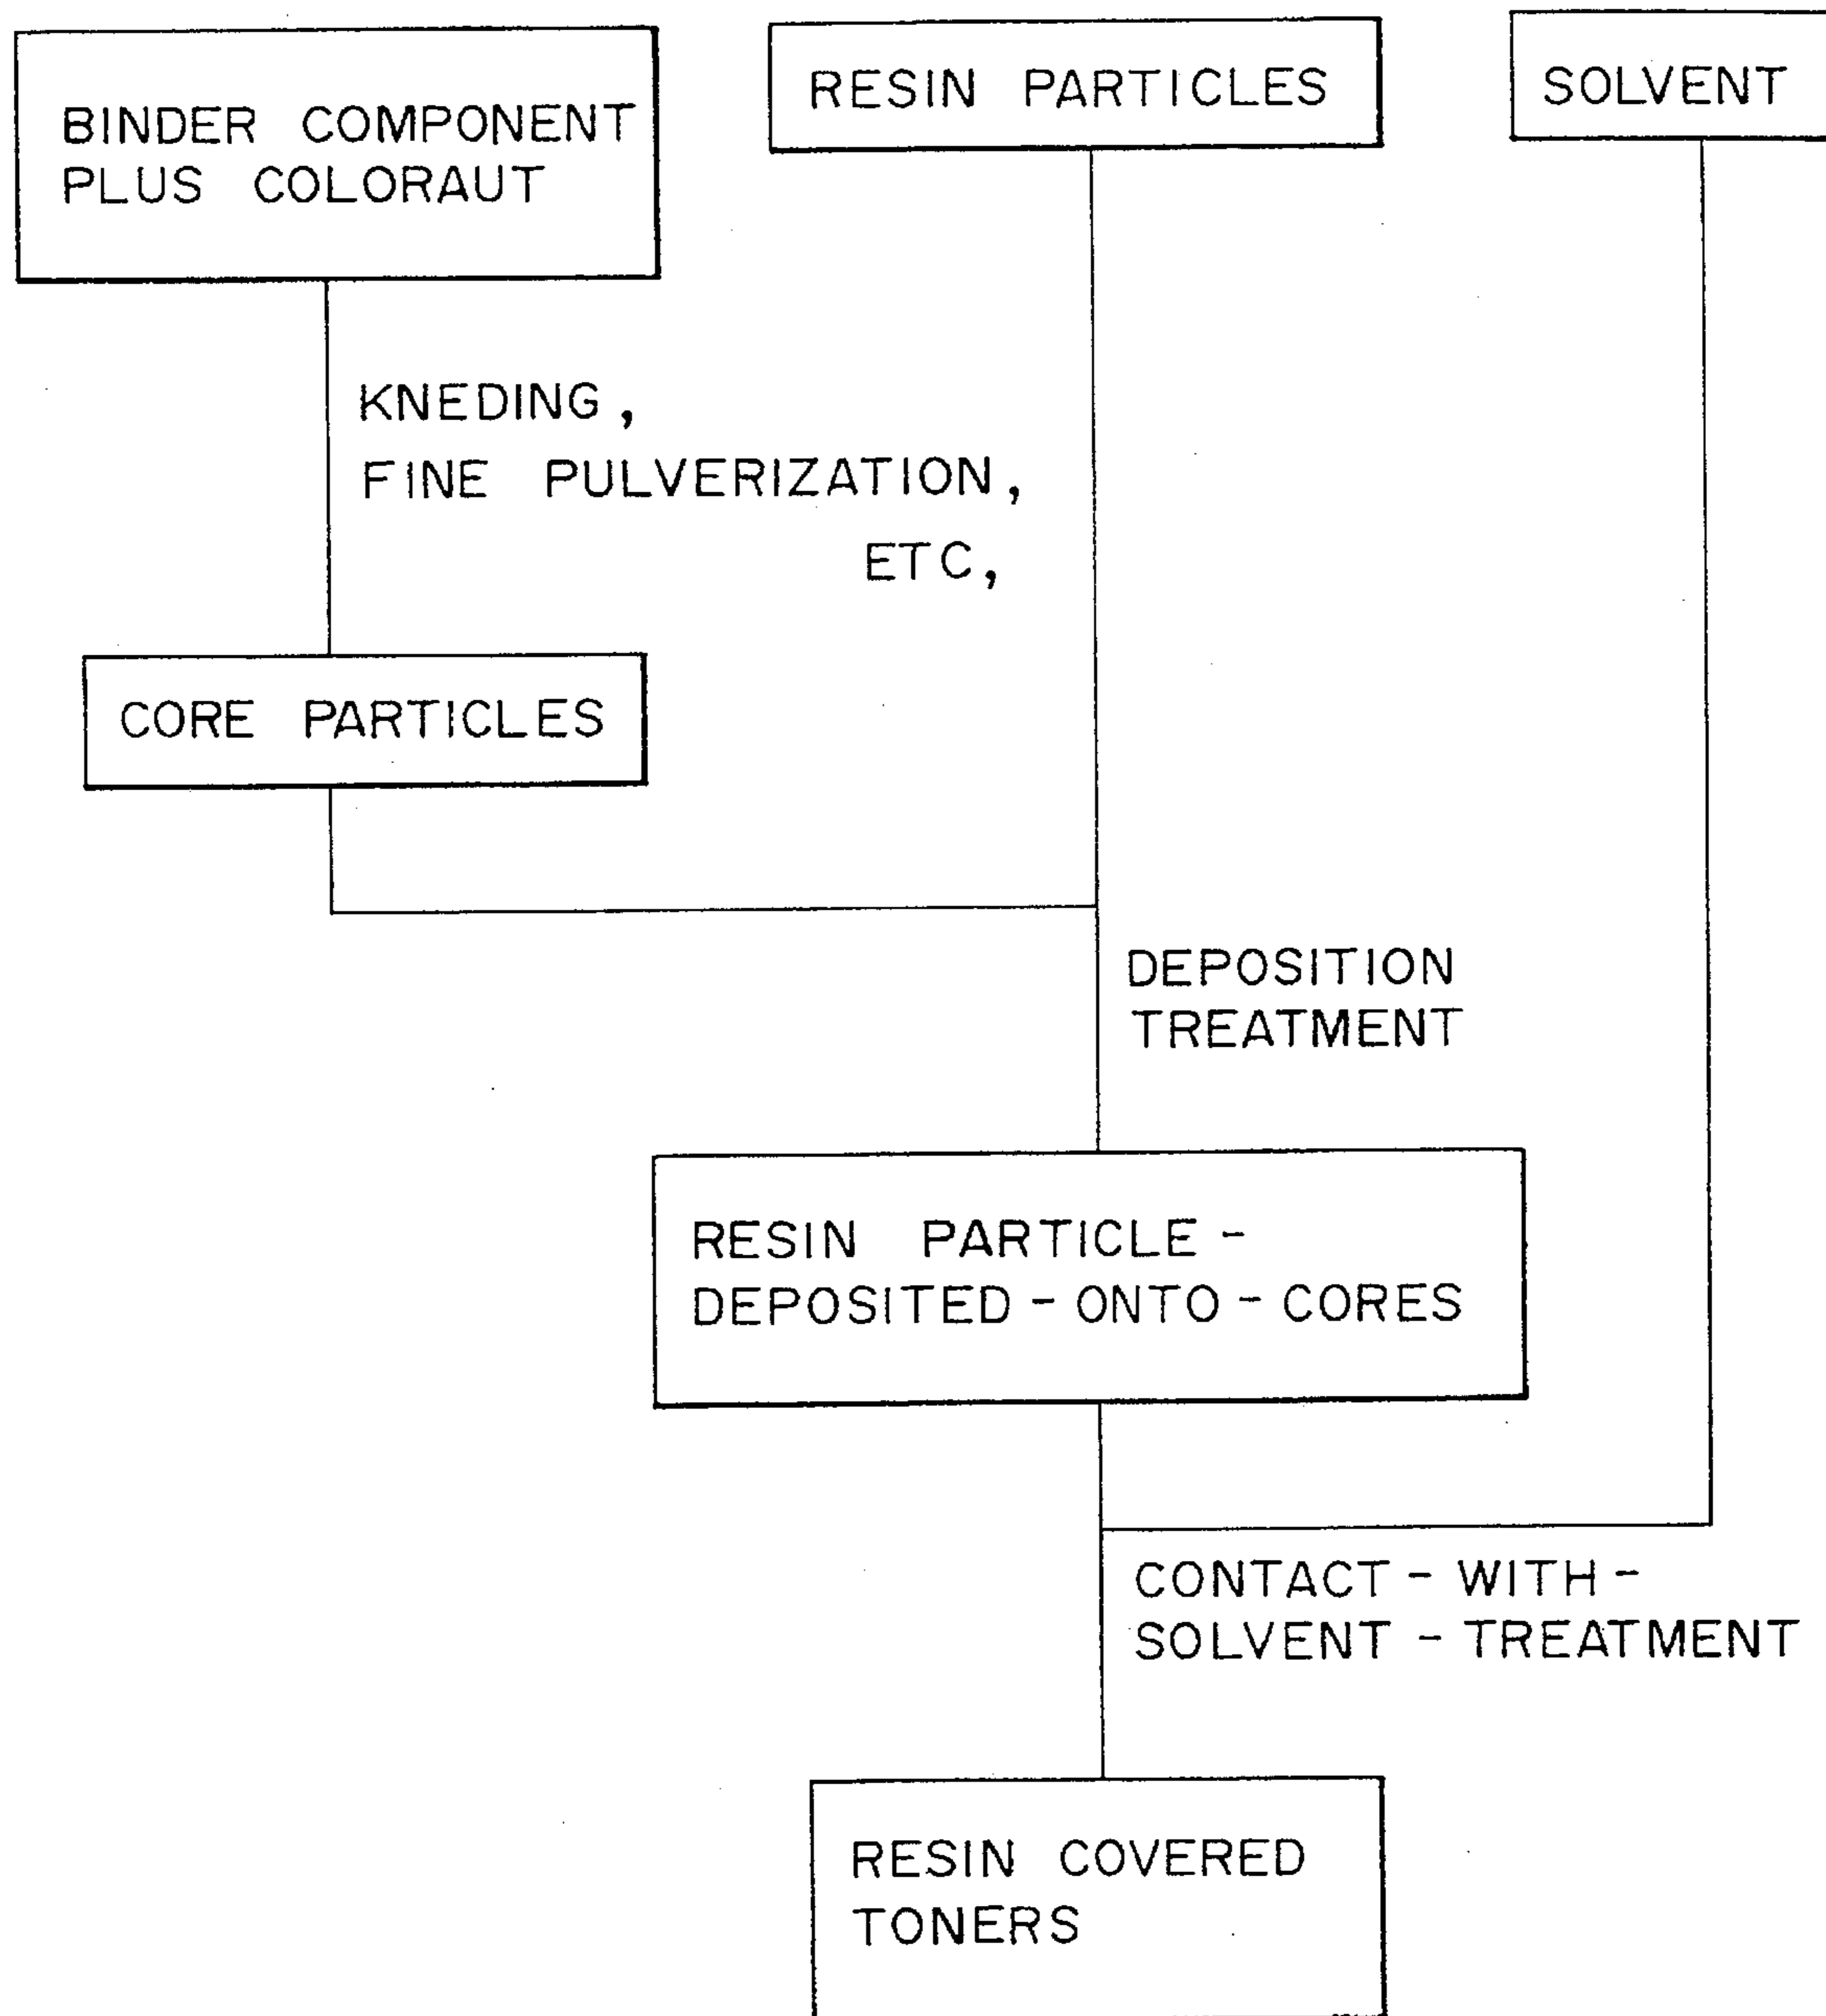 BINDER COMPONENT
PLUS COLORAUT
RESIN PARTICLES
SOLVENT
KNEDING,
FINE PULVERIZATION,
ETC,
CORE PARTICLES
DEPOSITION
TREATMENT
RESIN PARTICLE -
DEPOSITED - ONTO - CORES
CONTACT - WITH -
SOLVENT - TREATMENT
RESIN COVERED
TONERS